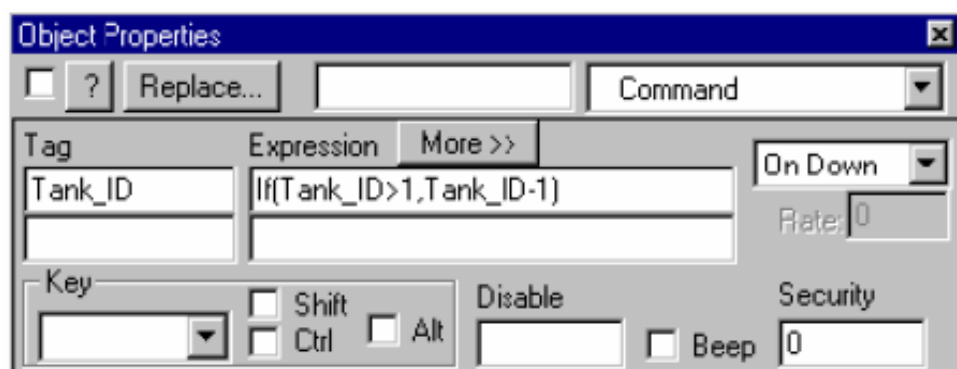 Object Properties
? Replace... Command
Tag Expression More >>
On Down
Tank_ID If(Tank_ID>1,Tank_ID-1)
Rate: 0
Key Shift Disable Security
Ctrl Alt Beep 0